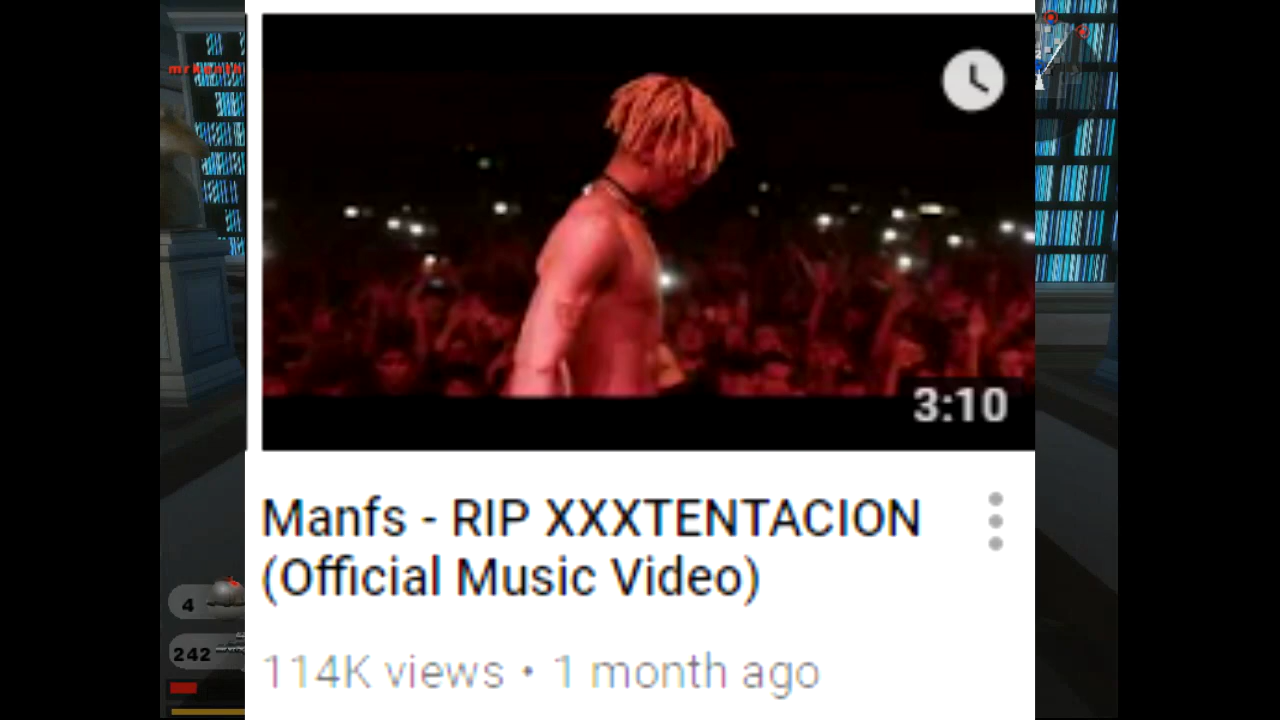 3:10
Manfs - RIP XXXTENTACION
(Official Music Video)
114K views • 1 month ago
4
242